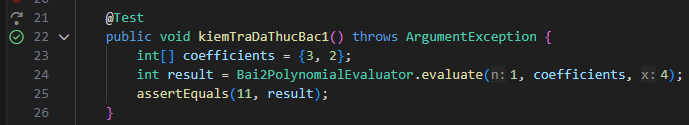 21 @Test
22 public void kiemTraDaThucBac1() throws ArgumentException {
23 int[] coefficients = {3, 2};
24 int result = Bai2PolynomialEvaluator.evaluate(n: 1, coefficients, x: 4);
25 assertEquals(11, result);
26 }